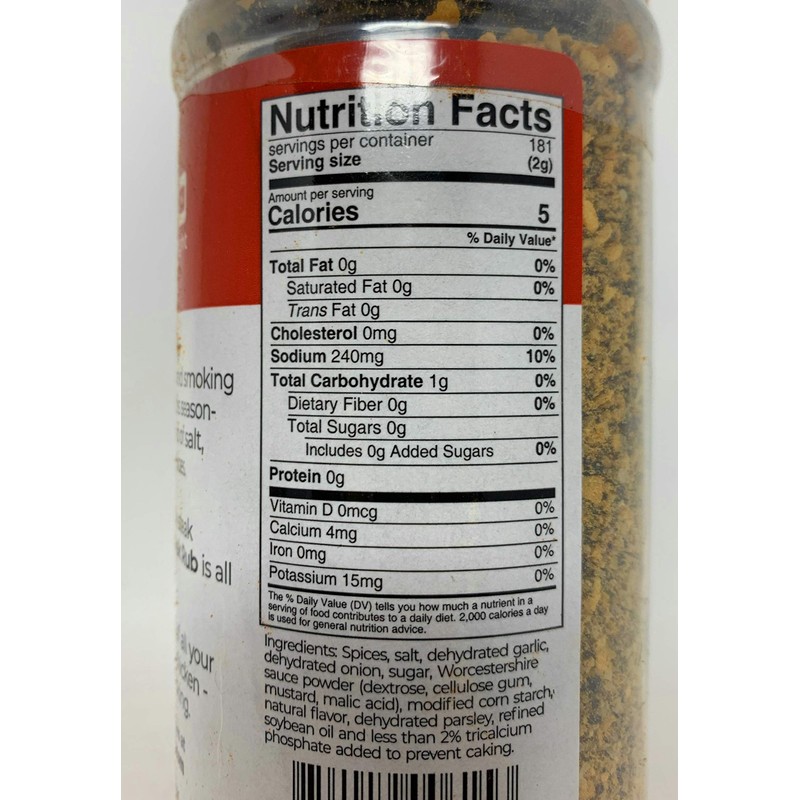 Nutrition Facts
servings per container 181
Serving size (2g)
Amount per serving
Calories 5
% Daily Value*
Total Fat 0g 0%
Saturated Fat 0g 0%
Trans Fat 0g
Cholesterol 0mg 0%
Sodium 240mg 10%
Total Carbohydrate 1g 0%
Dietary Fiber 0g 0%
Total Sugars 0g
Includes 0g Added Sugars 0%
Protein 0g
Vitamin D 0mcg 0%
Calcium 4mg 0%
Iron 0mg 0%
Potassium 15mg 0%
The % Daily Value (DV) tells you how much a nutrient in a
serving of food contributes to a daily diet. 2,000 calories a day
is used for general nutrition advice.
Ingredients: Spices, salt, dehydrated garlic,
dehydrated onion, sugar, Worcestershire
sauce powder (dextrose, cellulose gum,
mustard, malic acid), modified corn starch,
natural flavor, dehydrated parsley, refined
soybean oil and less than 2% tricalcium
phosphate added to prevent caking.
smoking
season-
salt,
Rub is all
all your